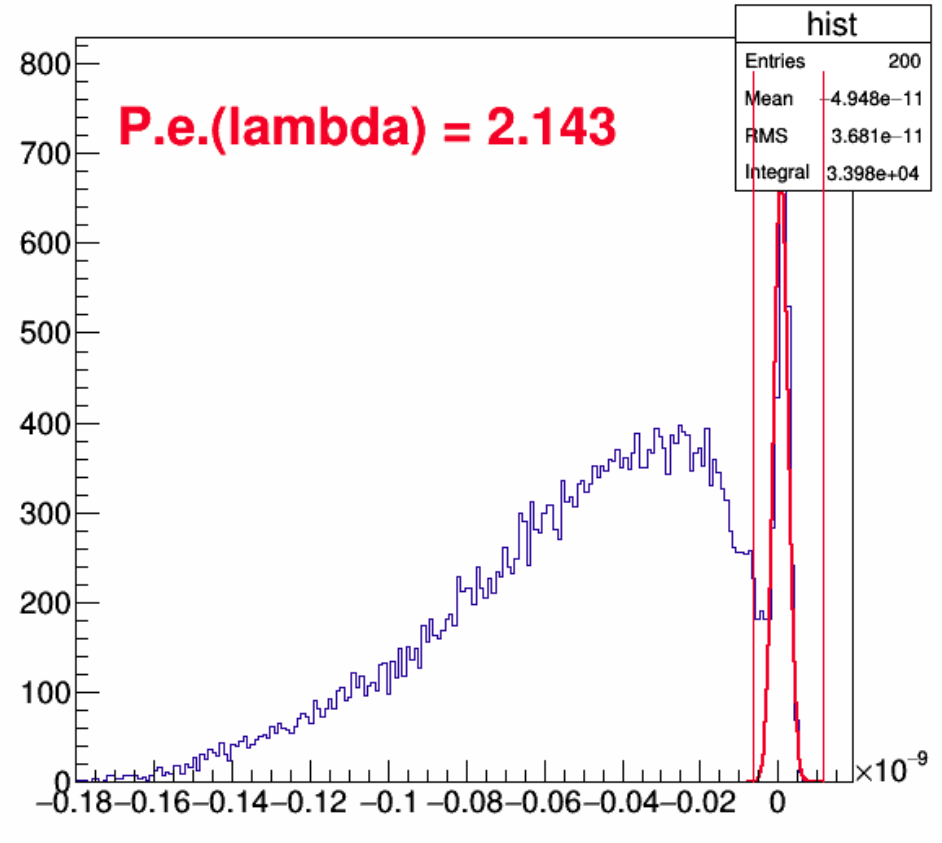 hist
Entries 200
Mean −4.948e−11
RMS 3.681e−11
Integral 3.398e+04
P.e.(lambda) = 2.143
800
700
600
500
400
300
200
100
0
−0.18 −0.16 −0.14 −0.12 −0.1 −0.08 −0.06 −0.04 −0.02 0
×10⁻⁹